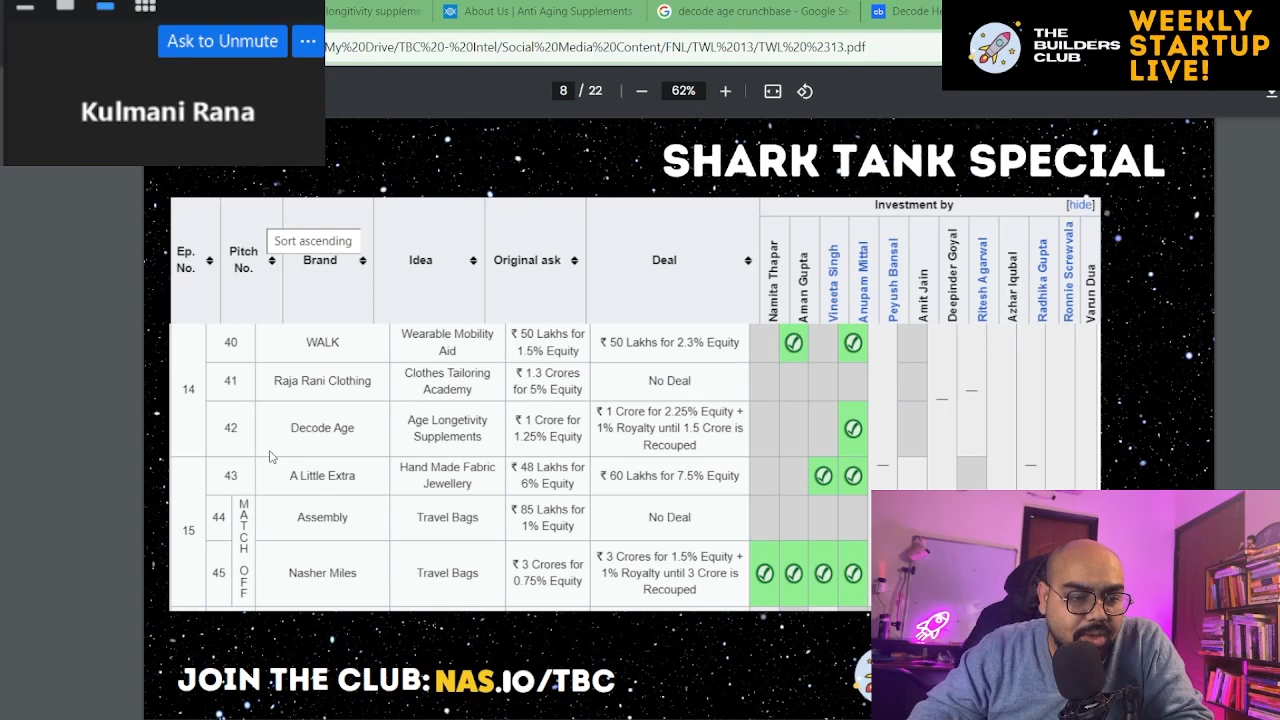 longitivity suppleme
About Us | Anti Aging Supplements
decode age crunchbase - Google Se
Decode He
My%20Drive/TBC%20-%20Intel/Social%20Media%20Content/FNL/TWL%2013/TWL%20%2313.pdf
Ask to Unmute
...
Kulmani Rana
THE
BUILDERS
CLUB
WEEKLY
STARTUP
LIVE!
8 / 22
62%
SHARK TANK SPECIAL
Investment by
[hide]
Ep.
No.
Pitch
No.
Sort ascending
Brand
Idea
Original ask
Deal
Namita Thapar
Aman Gupta
Vineeta Singh
Anupam Mittal
Peyush Bansal
Amit Jain
Deepinder Goyal
Ritesh Agarwal
Azhar Iqubal
Radhika Gupta
Ronnie Screwvala
Varun Dua
14
40
WALK
Wearable Mobility
Aid
₹ 50 Lakhs for
1.5% Equity
₹ 50 Lakhs for 2.3% Equity
41
Raja Rani Clothing
Clothes Tailoring
Academy
₹ 1.3 Crores
for 5% Equity
No Deal
42
Decode Age
Age Longetivity
Supplements
₹ 1 Crore for
1.25% Equity
₹ 1 Crore for 2.25% Equity +
1% Royalty until 1.5 Crore is
Recouped
15
43
A Little Extra
Hand Made Fabric
Jewellery
₹ 48 Lakhs for
6% Equity
₹ 60 Lakhs for 7.5% Equity
MATCH OFF
44
Assembly
Travel Bags
₹ 85 Lakhs for
1% Equity
No Deal
45
Nasher Miles
Travel Bags
₹ 3 Crores for
0.75% Equity
₹ 3 Crores for 1.5% Equity +
1% Royalty until 3 Crore is
Recouped
JOIN THE CLUB: NAS.IO/TBC